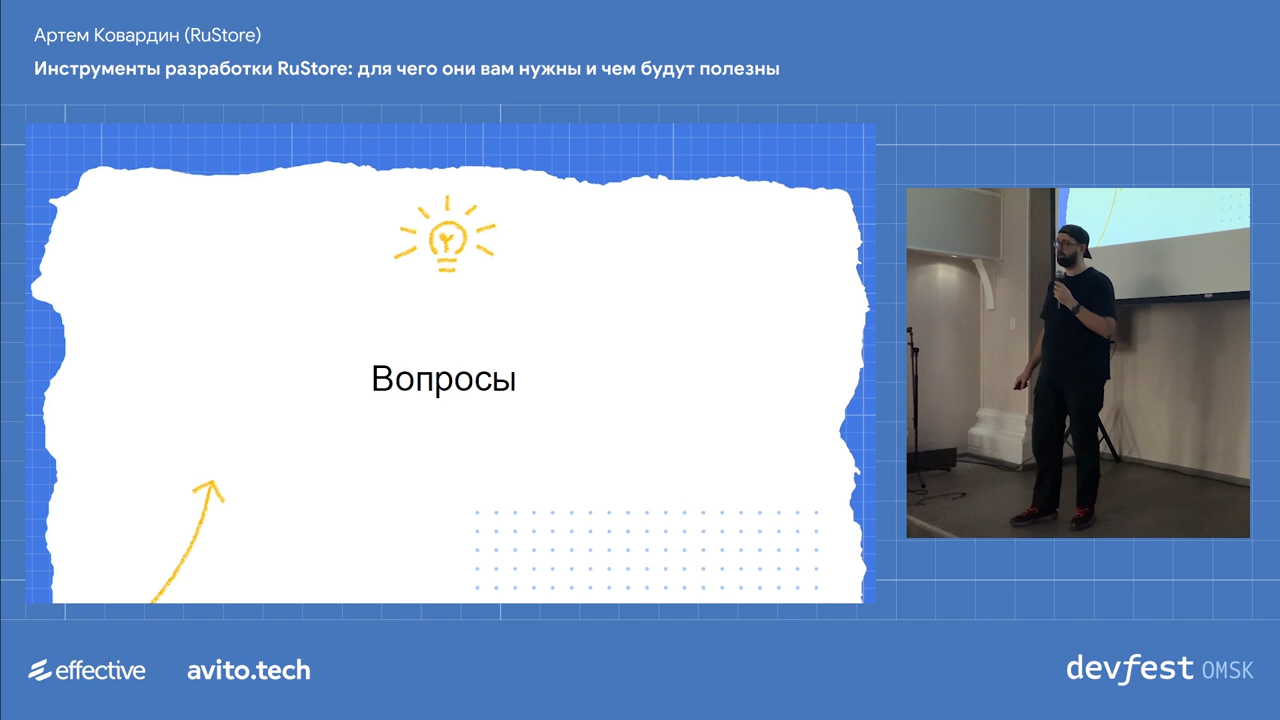 Артем Ковардин (RuStore)
Инструменты разработки RuStore: для чего они вам нужны и чем будут полезны
Вопросы
effective
avito.tech
devfest OMSK